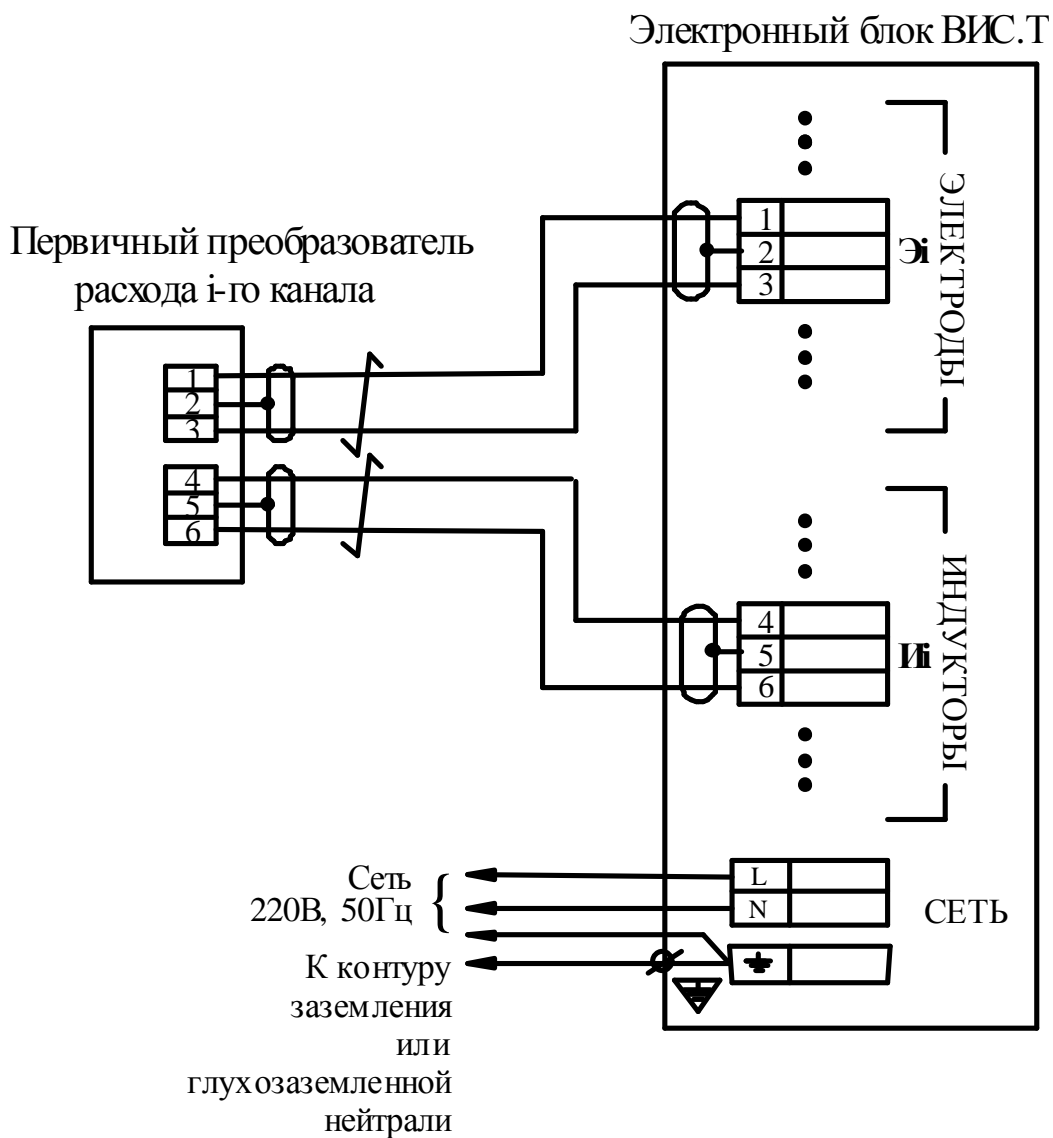 Электронный блок ВИС.Т
Первичный преобразователь
расхода i-го канала
1
2
3
4
5
6
1
2
3
Эi
ЭЛЕКТРОДЫ
4
5
6
Иi
ИНДУКТОРЫ
Сеть
220В, 50Гц
L
N
СЕТЬ
К контуру
заземления
или
глухозаземленной
нейтрали